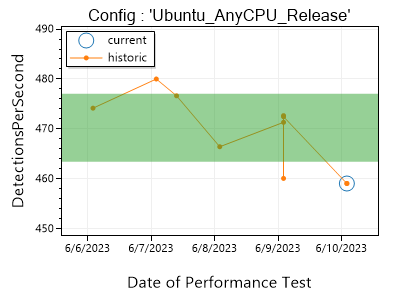 Config : 'Ubuntu_AnyCPU_Release'
490
480
470
460
450
DetectionsPerSecond
current
historic
6/6/2023
6/7/2023
6/8/2023
6/9/2023
6/10/2023
Date of Performance Test